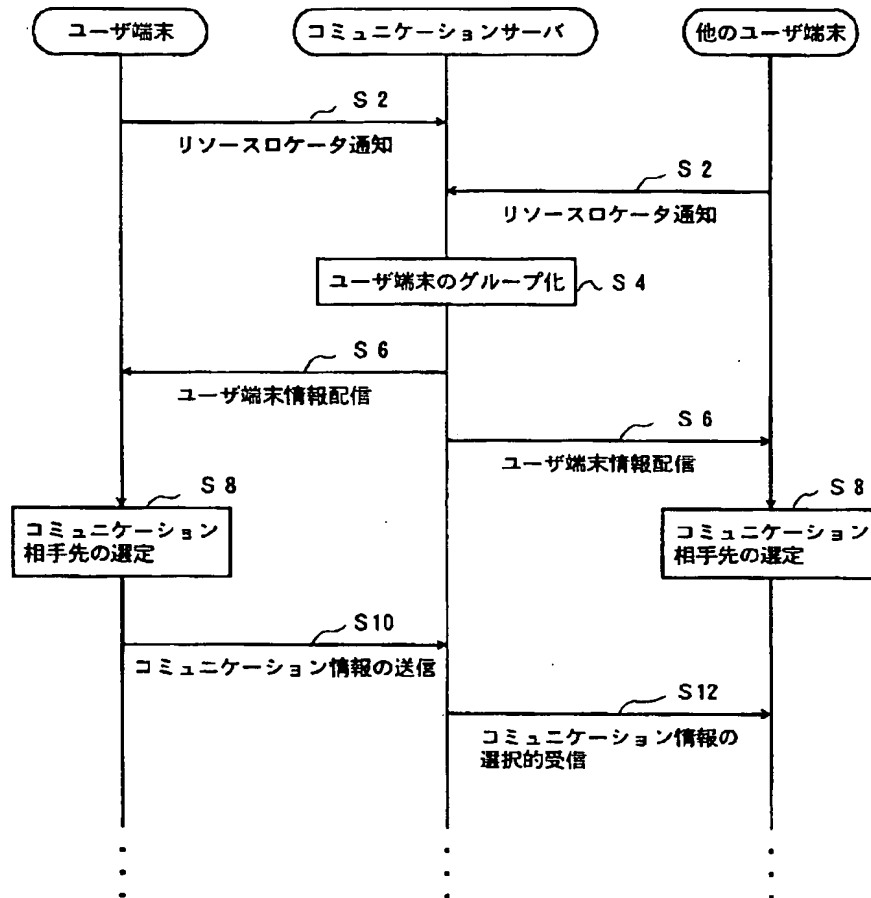 ユーザ端末
コミュニケーションサーバ
他のユーザ端末
S 2
リソースロケータ通知
S 2
リソースロケータ通知
ユーザ端末のグループ化
S 4
S 6
ユーザ端末情報配信
S 6
ユーザ端末情報配信
S 8
コミュニケーション
相手先の選定
S 8
コミュニケーション
相手先の選定
S10
コミュニケーション情報の送信
S12
コミュニケーション情報の
選択的受信